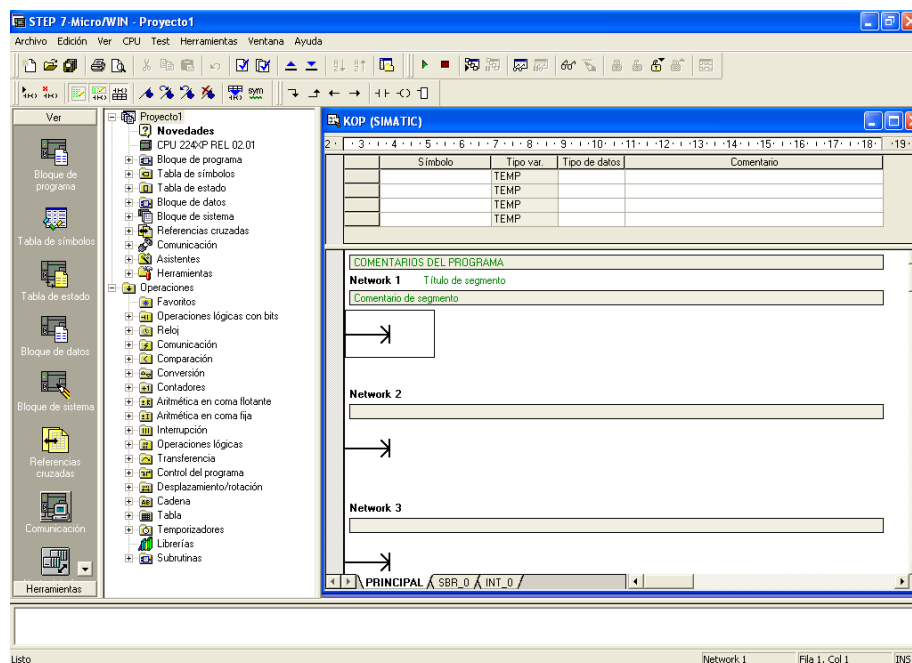 STEP 7-Micro/WIN - Proyecto1
Archivo Edición Ver CPU Test Herramientas Ventana Ayuda
Ver
Bloque de
programa
Tabla de símbolos
Tabla de estado
Bloque de datos
Bloque de sistema
Referencias
cruzadas
Comunicación
Herramientas
Proyecto1
Novedades
CPU 224XP REL 02.01
Bloque de programa
Tabla de símbolos
Tabla de estado
Bloque de datos
Bloque de sistema
Referencias cruzadas
Comunicación
Asistentes
Herramientas
Operaciones
Favoritos
Operaciones lógicas con bits
Reloj
Comunicación
Comparación
Conversión
Contadores
Aritmética en coma flotante
Aritmética en coma fija
Interrupción
Operaciones lógicas
Transferencia
Control del programa
Desplazamiento/rotación
Cadena
Tabla
Temporizadores
Librerías
Subrutinas
KOP (SIMATIC)
2 · 3 · 4 · 5 · 6 · 7 · 8 · 9 · 10 · 11 · 12 · 13 · 14 · 15 · 16 · 17 · 18 · 19
Símbolo Tipo var. Tipo de datos Comentario
TEMP
TEMP
TEMP
TEMP
COMENTARIOS DEL PROGRAMA
Network 1 Título de segmento
Comentario de segmento
Network 2
Network 3
PRINCIPAL SBR_0 INT_0
Listo Network 1 Fila 1, Col 1 INS